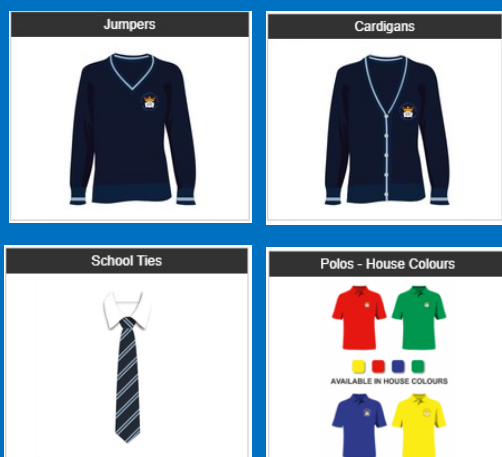 Jumpers
Cardigans
School Ties
Polos - House Colours
AVAILABLE IN HOUSE COLOURS